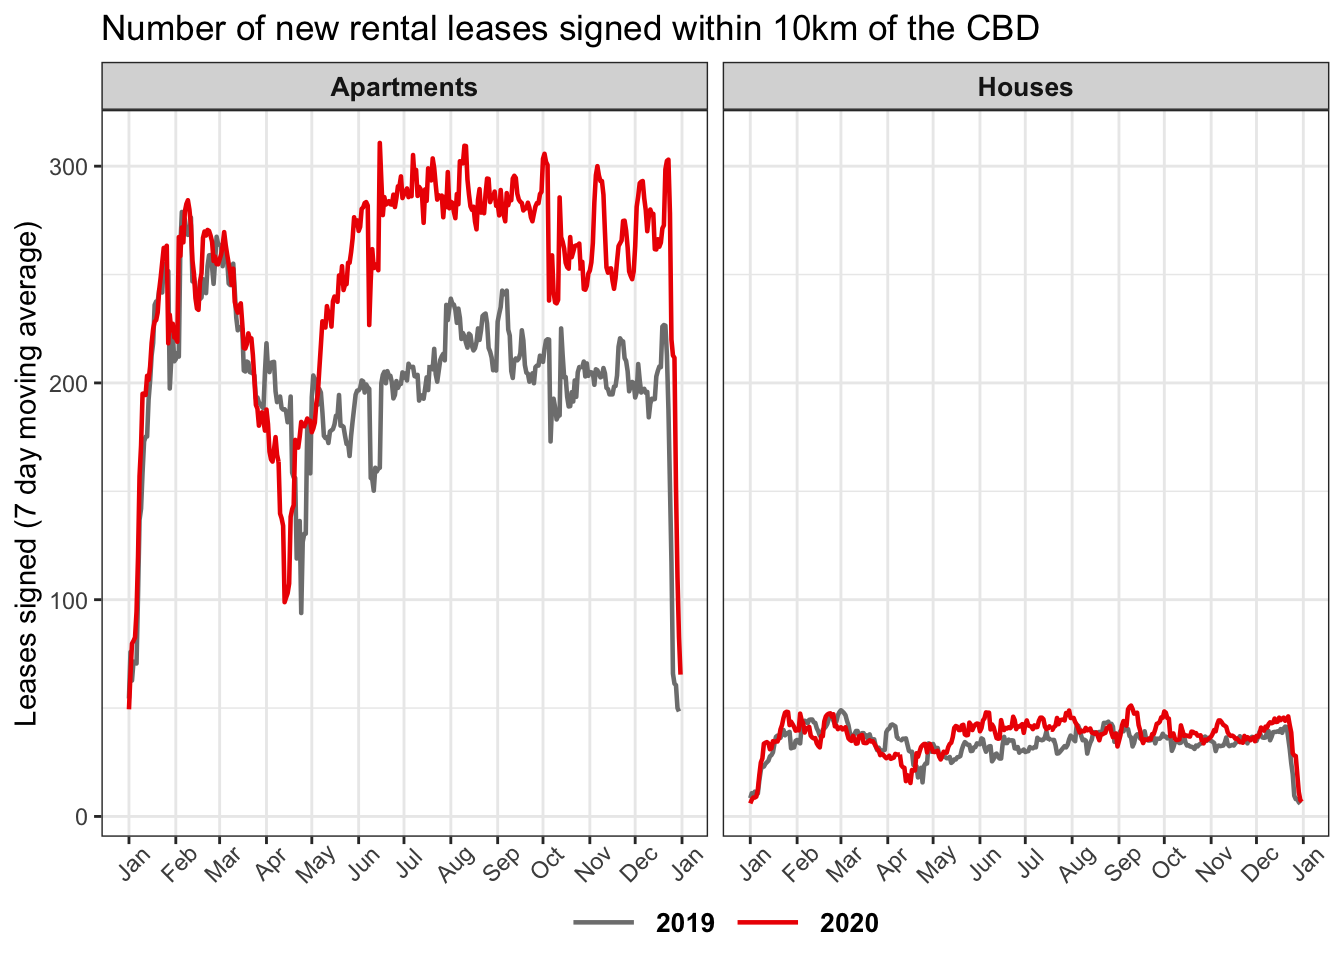 Number of new rental leases signed within 10km of the CBD
Apartments
Houses
Leases signed (7 day moving average)
300
200
100
0
Jan Feb Mar Apr May Jun Jul Aug Sep Oct Nov Dec Jan
Jan Feb Mar Apr May Jun Jul Aug Sep Oct Nov Dec Jan
2019 2020